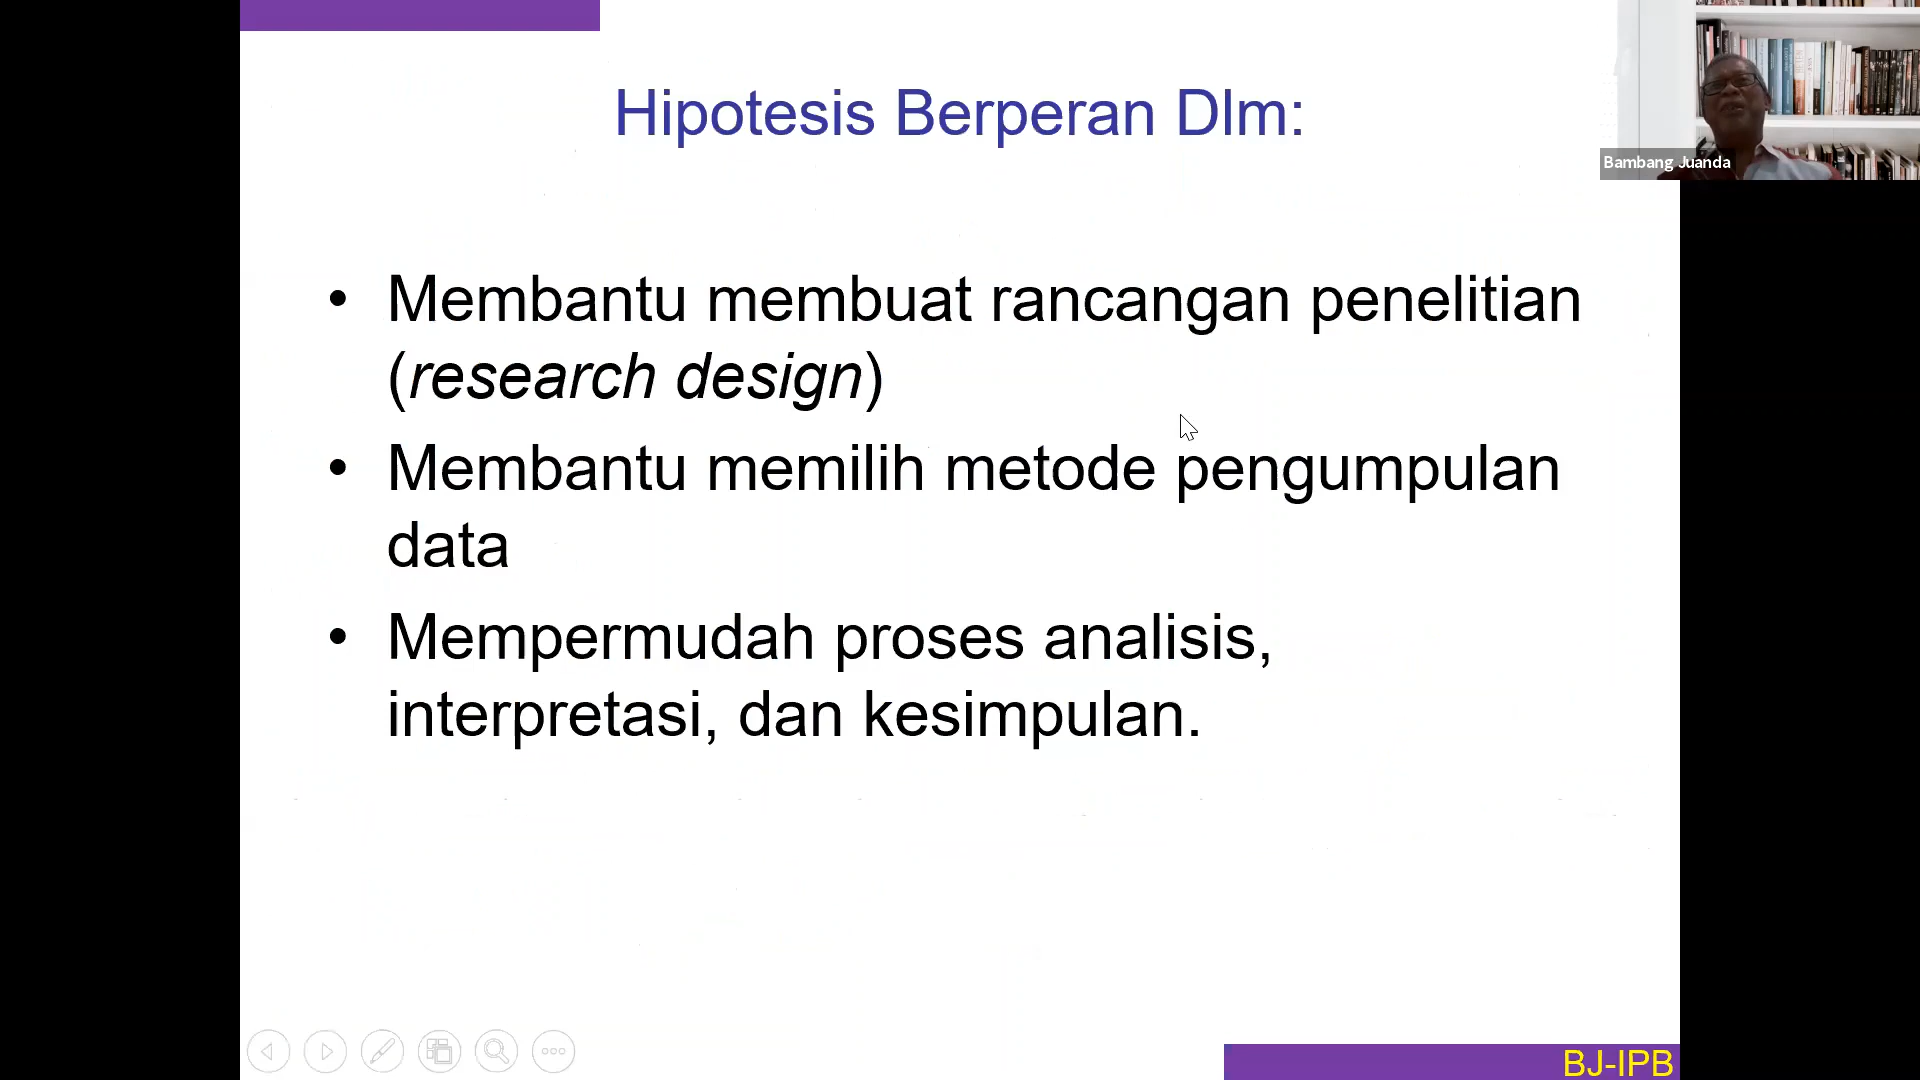 Hipotesis Berperan Dlm:
Bambang Juanda
• Membantu membuat rancangan penelitian
(research design)
• Membantu memilih metode pengumpulan
data
• Mempermudah proses analisis,
interpretasi, dan kesimpulan.
BJ-IPB